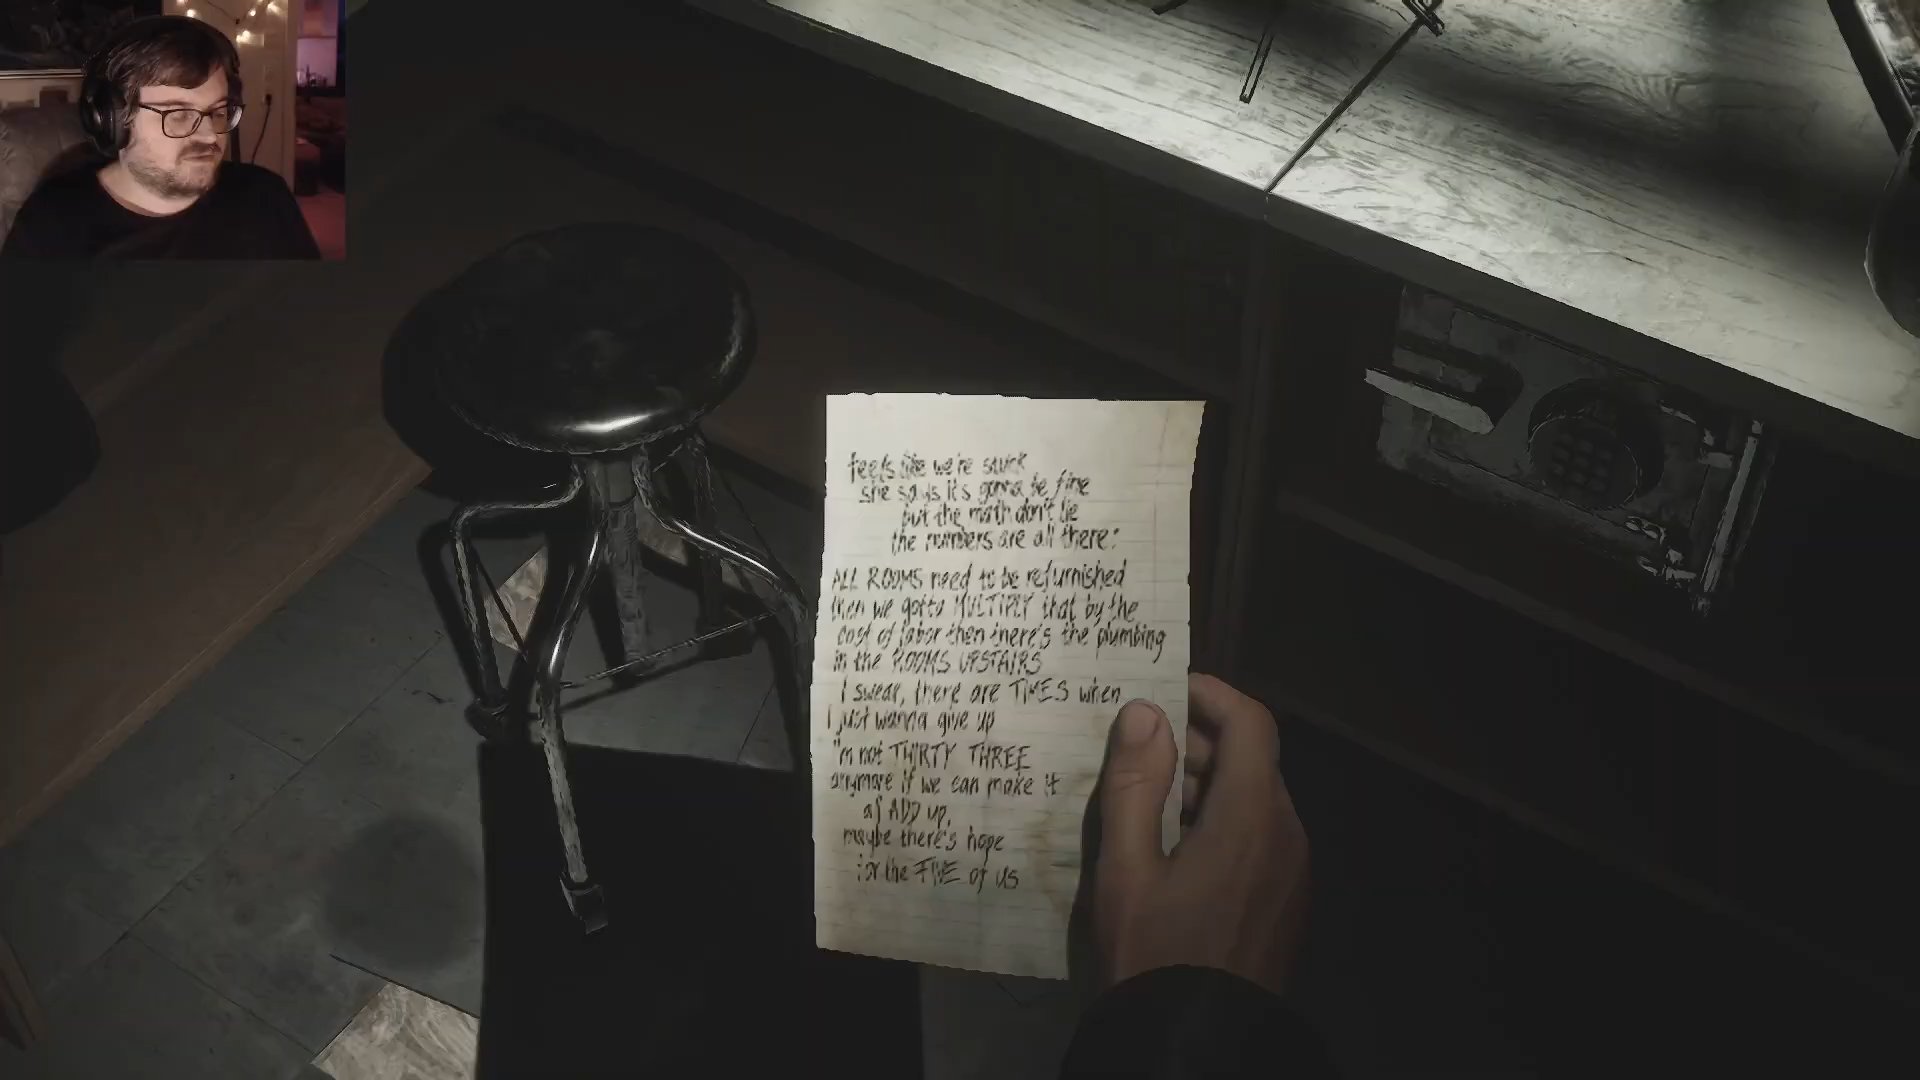 feels like we're stuck
she says it's gonna be fine
but the math don't lie
the numbers are all there:
ALL ROOMS need to be refurnished
then we gotta MULTIPLY that by the
cost of labor then there's the plumbing
in the ROOMS UPSTAIRS
I swear, there are TIMES when
I just wanna give up
I'm not THIRTY THREE
anymore if we can make it
all ADD up,
maybe there's hope
for the FIVE of us